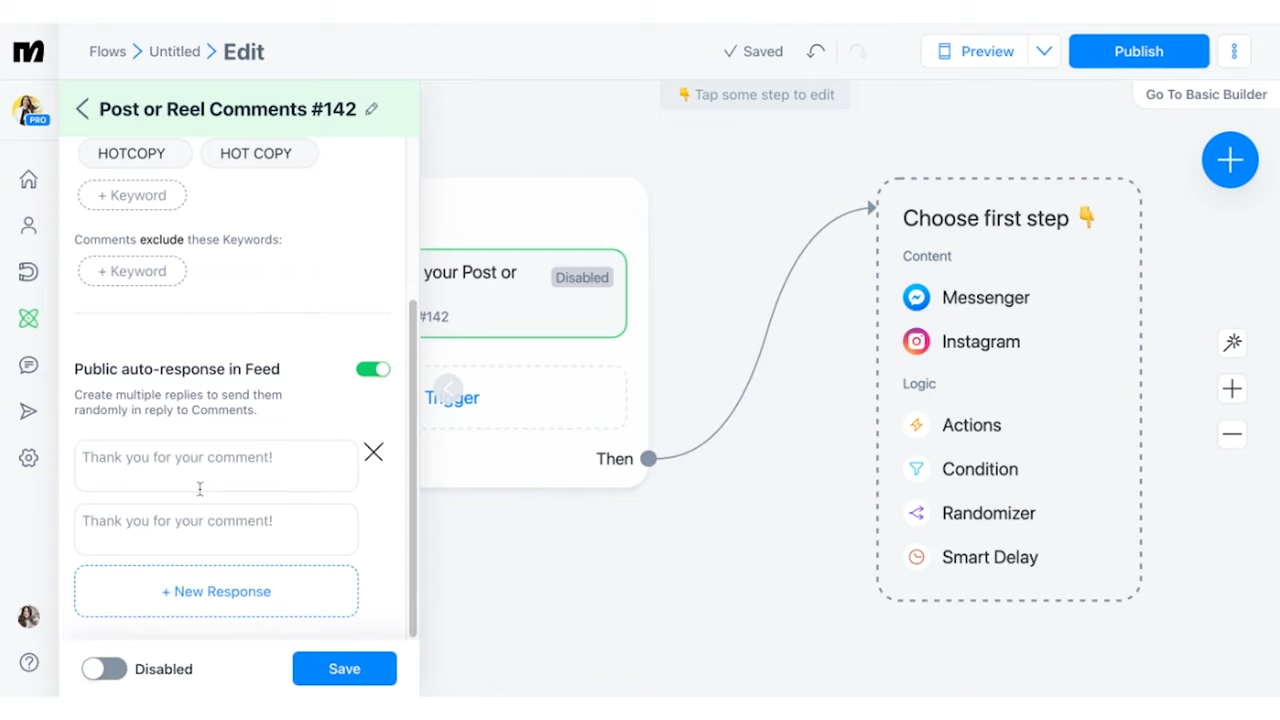 Flows > Untitled > Edit
Saved
Preview
Publish
PRO
Post or Reel Comments #142
👇 Tap some step to edit
Go To Basic Builder
HOTCOPY
HOT COPY
+ Keyword
Comments exclude these Keywords:
+ Keyword
Public auto-response in Feed
Create multiple replies to send them
randomly in reply to Comments.
Thank you for your comment!
Thank you for your comment!
+ New Response
Disabled
Save
your Post or
Disabled
#142
Trigger
Then
Choose first step 👇
Content
Messenger
Instagram
Logic
Actions
Condition
Randomizer
Smart Delay